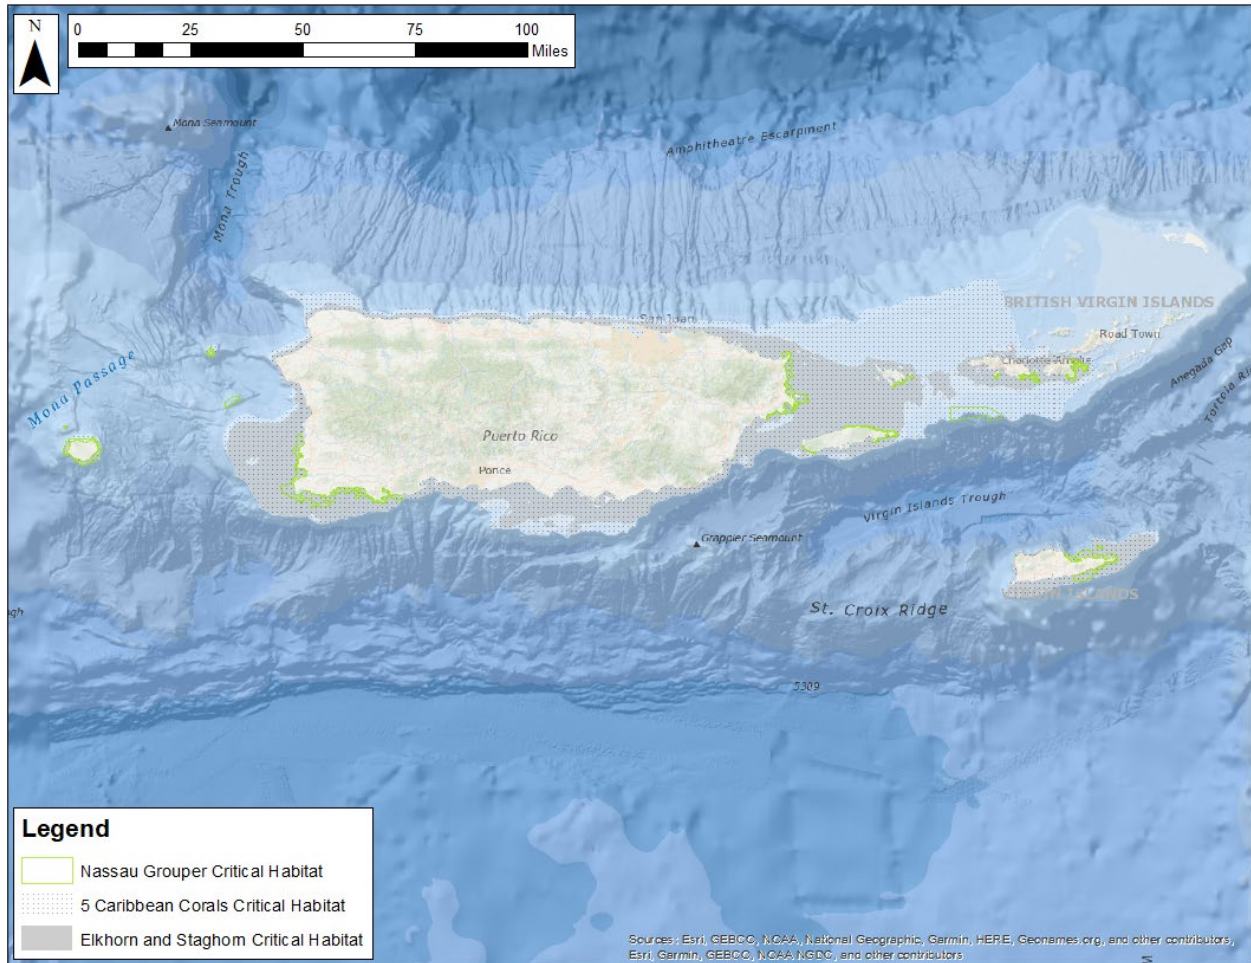 N
0 25 50 75 100
Miles
Mona Seamount
Mona Trough
Amphitheatre Escarpment
BRITISH VIRGIN ISLANDS
San Juan
Road Town
Charlotte Amalie
Anegada Gap
Mona Passage
Puerto Rico
Ponce
Virgin Islands Trough
Grappler Seamount
VIRGIN ISLANDS
St. Croix Ridge
5309
Legend
Nassau Grouper Critical Habitat
5 Caribbean Corals Critical Habitat
Elkhorn and Staghorn Critical Habitat
Sources: Esri, GEBCO, NOAA, National Geographic, Garmin, HERE, Geonames.org, and other contributors,
Esri, Garmin, GEBCO, NOAA NGDC, and other contributors